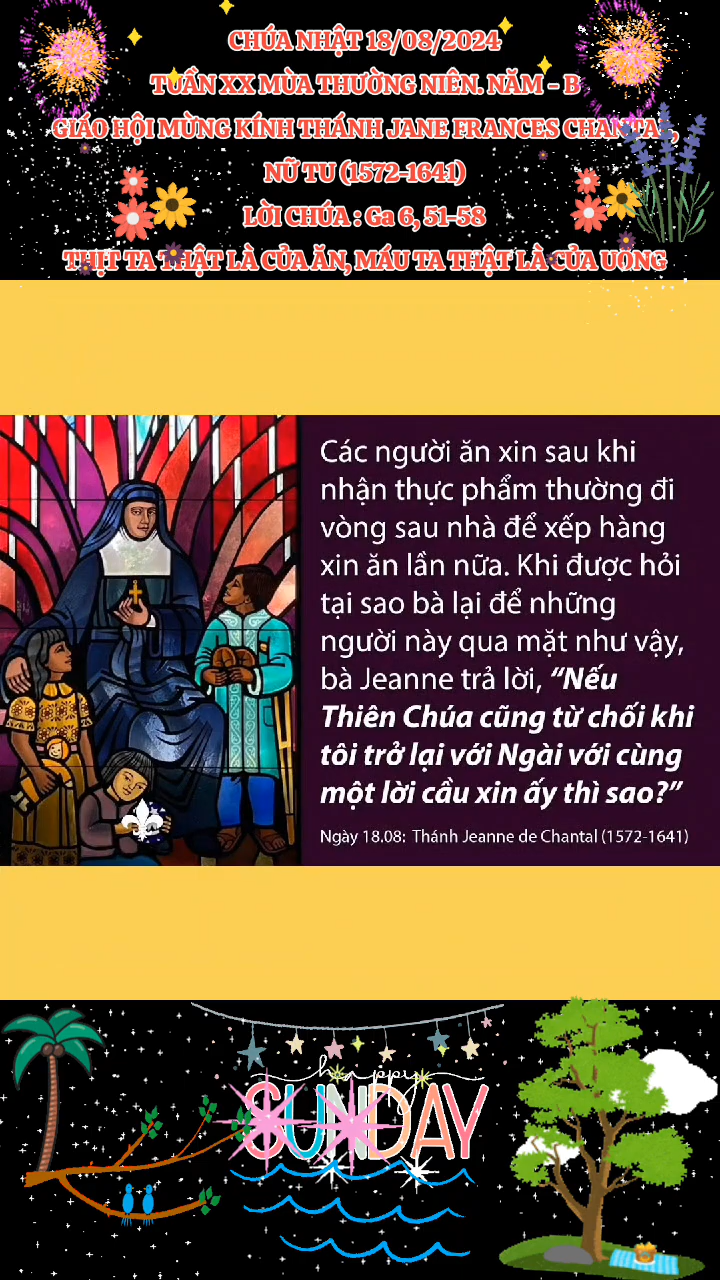 CHÚA NHẬT 18/08/2024
TUẦN XX MÙA THƯỜNG NIÊN. NĂM - B
GIÁO HỘI MỪNG KÍNH THÁNH JANE FRANCES CHANTAL,
NỮ TU (1572-1641)
LỜI CHÚA : Ga 6, 51-58
THỊT TA THẬT LÀ CỦA ĂN, MÁU TA THẬT LÀ CỦA UỐNG
Các người ăn xin sau khi
nhận thực phẩm thường đi
vòng sau nhà để xếp hàng
xin ăn lần nữa. Khi được hỏi
tại sao bà lại để những
người này qua mặt như vậy,
bà Jeanne trả lời, “Nếu
Thiên Chúa cũng từ chối khi
tôi trở lại với Ngài với cùng
một lời cầu xin ấy thì sao?”
Ngày 18.08: Thánh Jeanne de Chantal (1572-1641)
happy
SUNDAY